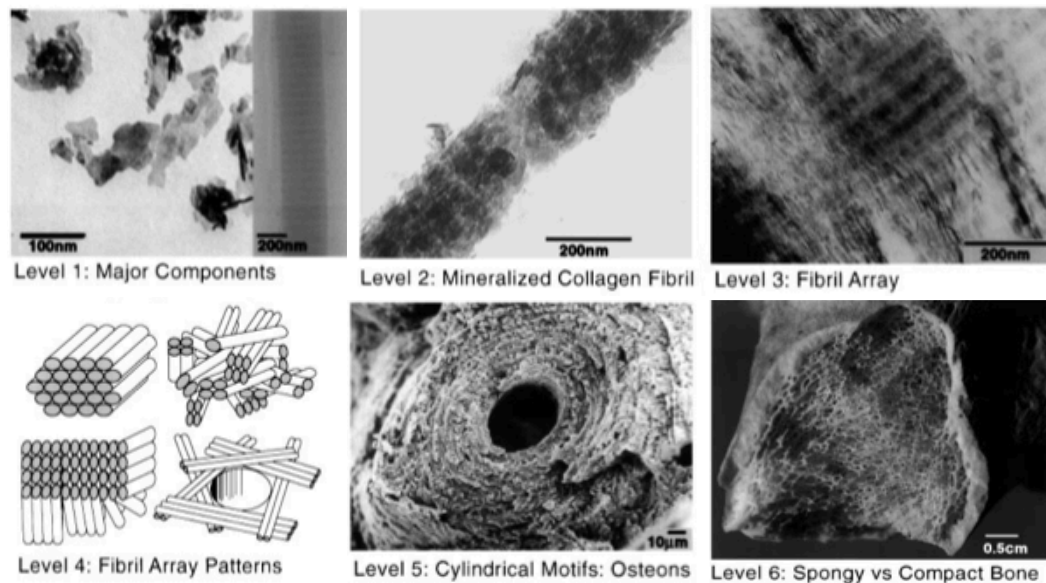 100nm
200nm
Level 1: Major Components
200nm
Level 2: Mineralized Collagen Fibril
200nm
Level 3: Fibril Array
Level 4: Fibril Array Patterns
10µm
Level 5: Cylindrical Motifs: Osteons
0.5cm
Level 6: Spongy vs Compact Bone